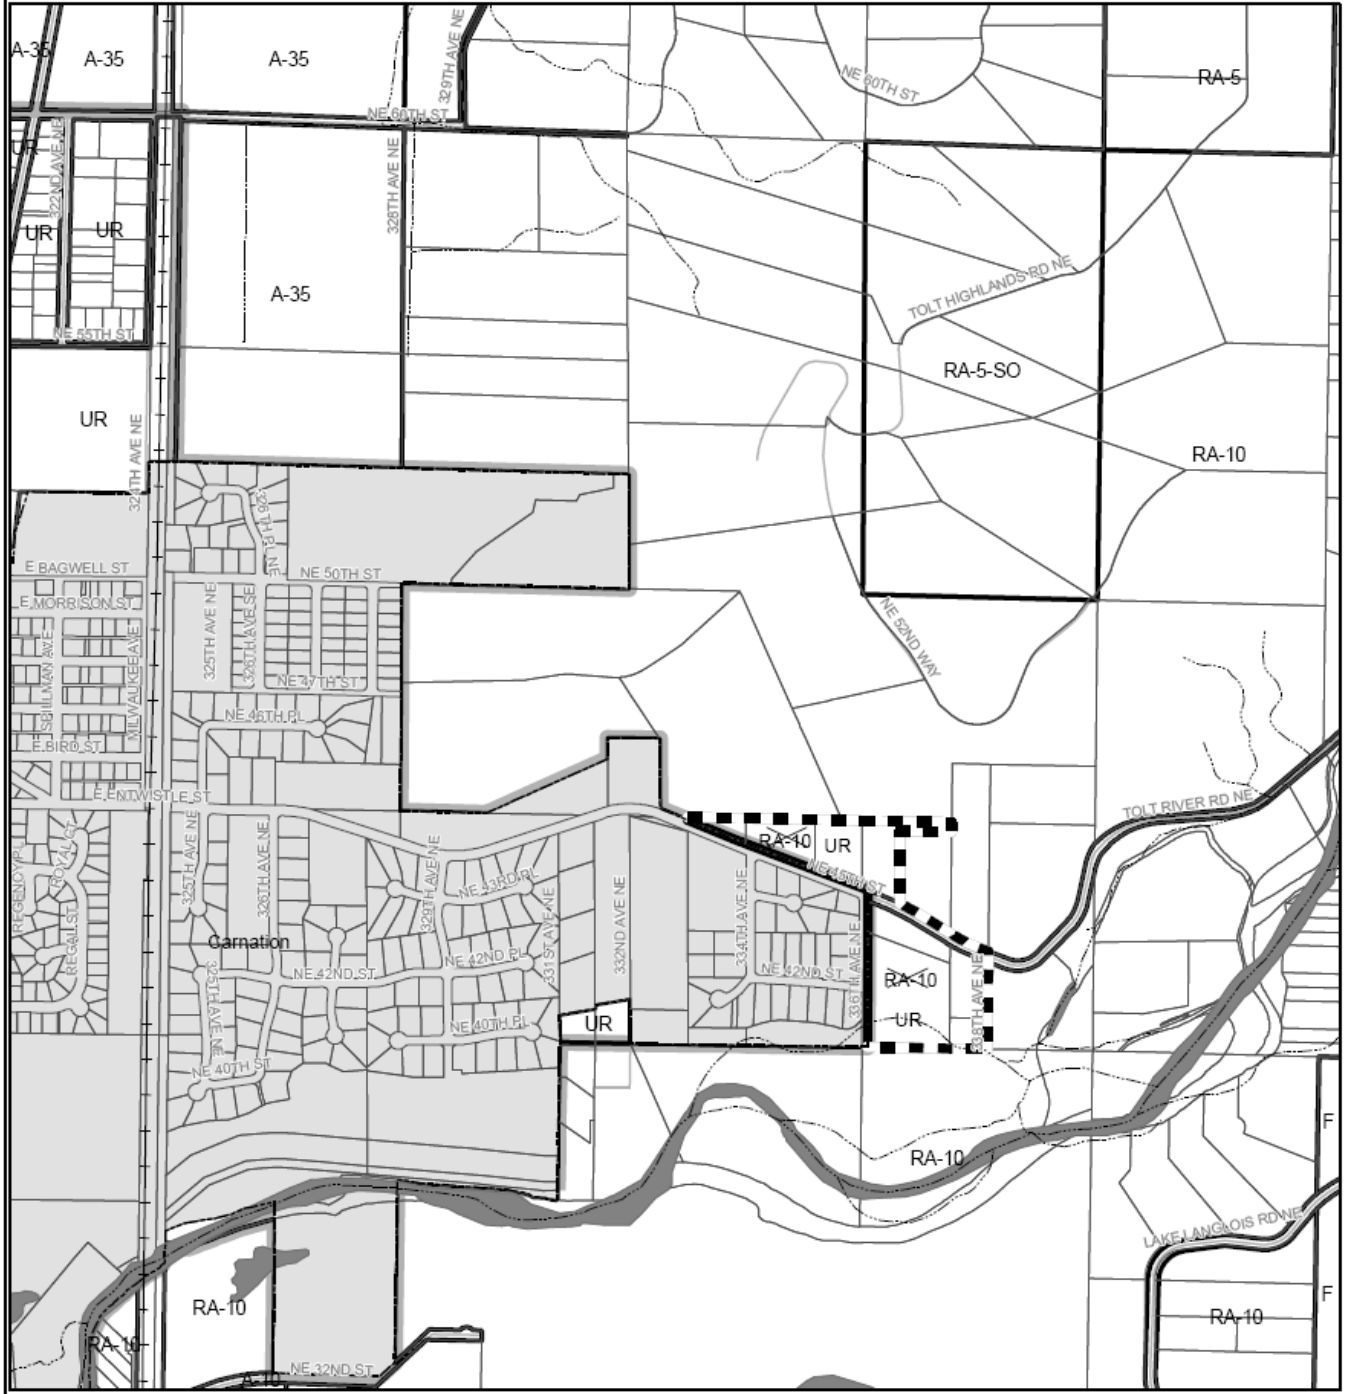 A-35
A-35
A-35
329TH AVE NE
NE 60TH ST
RA-5
NE 60TH ST
UR
322ND AVE NE
328TH AVE NE
UR
UR
A-35
TOLT HIGHLANDS RD NE
NE 55TH ST
RA-5-SO
UR
324TH AVE NE
RA-10
326TH PL NE
E BAGWELL ST
NE 50TH ST
E MORRISON ST
325TH AVE NE
326TH AVE SE
NE 52ND WAY
SPILLMAN AVE
MILWAUKEE AVE
NE 47TH ST
NE 46TH PL
E BIRD ST
E ENTWISTLE ST
TOLT RIVER RD NE
REGENCY PL
ROYAL CT
325TH AVE NE
326TH AVE NE
RA-10
UR
NE 45TH ST
329TH AVE NE
NE 43RD PL
REGAL ST
Carnation
331ST AVE NE
332ND AVE NE
334TH AVE NE
336TH AVE NE
NE 42ND PL
NE 42ND ST
NE 42ND ST
325TH AVE NE
RA-10
338TH AVE NE
UR
UR
NE 40TH PL
NE 40TH ST
RA-10
F
LAKE LANGLOIS RD NE
RA-10
F
RA-10
RA-10
NE 32ND ST
A-10